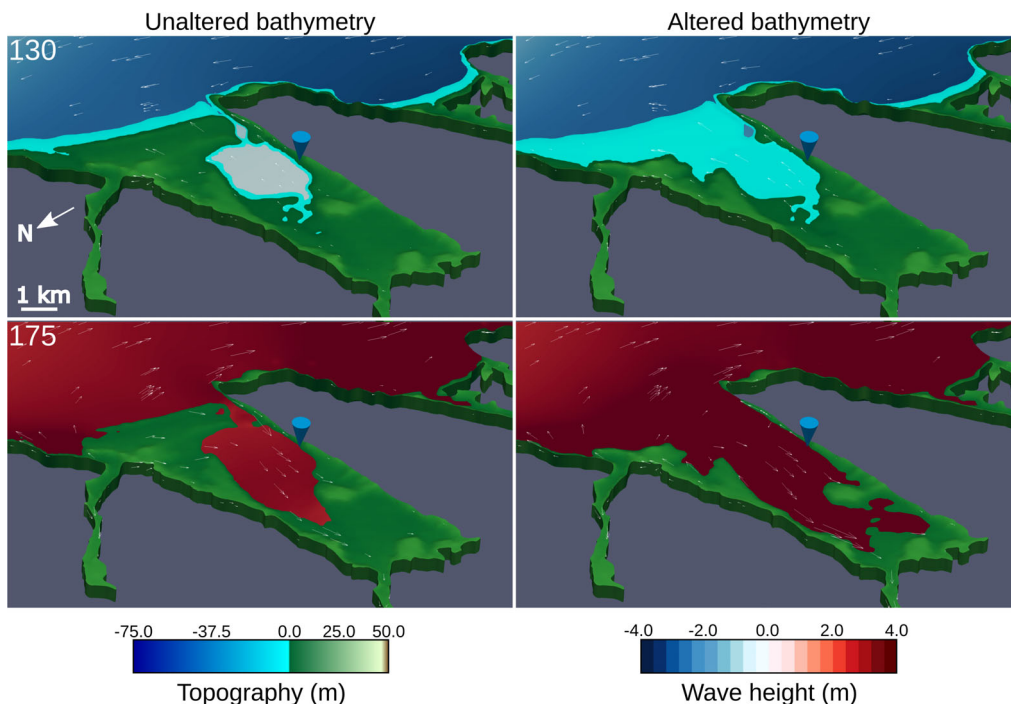 Unaltered bathymetry
Altered bathymetry
130
N
1 km
175
-75.0 -37.5 0.0 25.0 50.0
Topography (m)
-4.0 -2.0 0.0 2.0 4.0
Wave height (m)